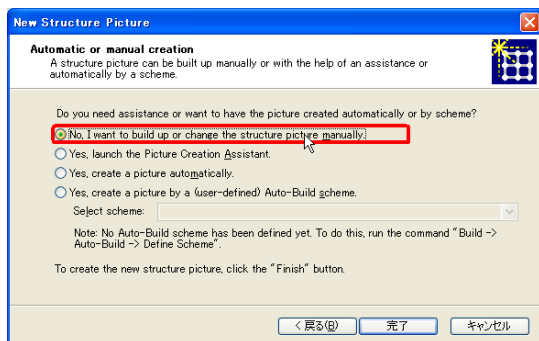 New Structure Picture
Automatic or manual creation
A structure picture can be built up manually or with the help of an assistance or
automatically by a scheme.
Do you need assistance or want to have the picture created automatically or by scheme?
No, I want to build up or change the structure picture manually.
Yes, launch the Picture Creation Assistant.
Yes, create a picture automatically.
Yes, create a picture by a (user-defined) Auto-Build scheme.
Select scheme:
Note: No Auto-Build scheme has been defined yet. To do this, run the command "Build ->
Auto-Build -> Define Scheme".
To create the new structure picture, click the "Finish" button.
< 戻る(B) 完了 キャンセル